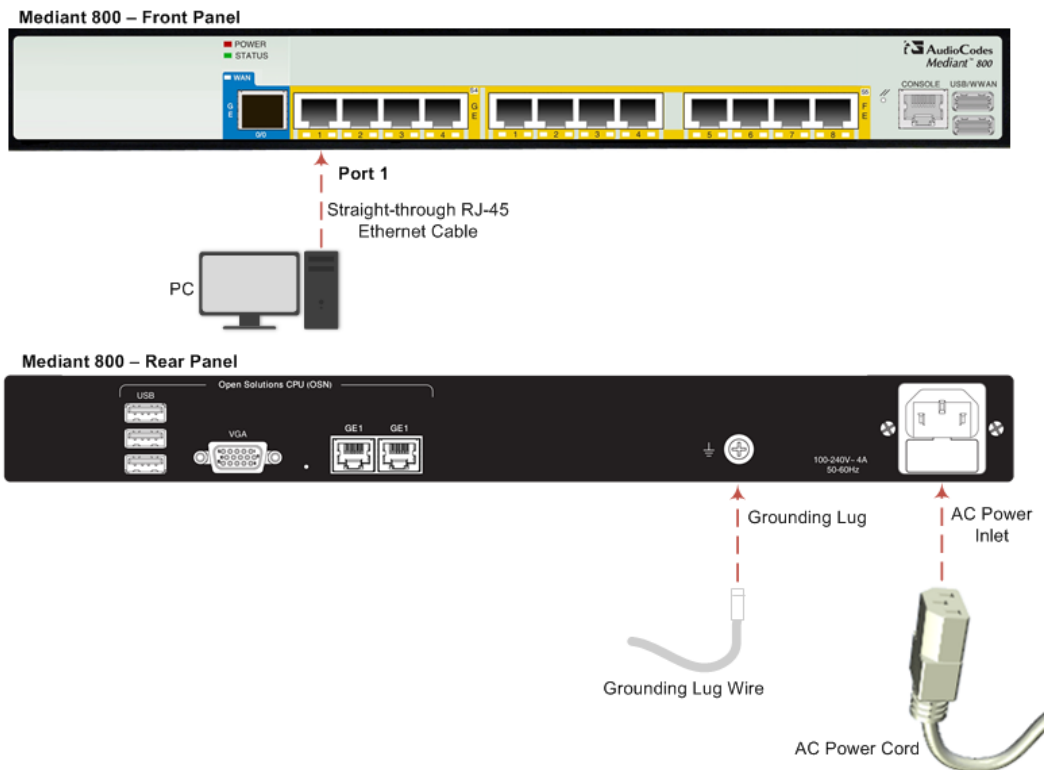 Mediant 800 – Front Panel
POWER
STATUS
WAN
GE
0/0
1 2 3 4
S4
GE
1 2 3 4
5 6 7 8
S5
FE
//
AudioCodes
Mediant™ 800
CONSOLE USB/WWAN
Port 1
Straight-through RJ-45
Ethernet Cable
PC
Mediant 800 – Rear Panel
Open Solutions CPU (OSN)
USB
VGA
GE1 GE1
100-240V~ 4A
50-60Hz
Grounding Lug
AC Power
Inlet
Grounding Lug Wire
AC Power Cord